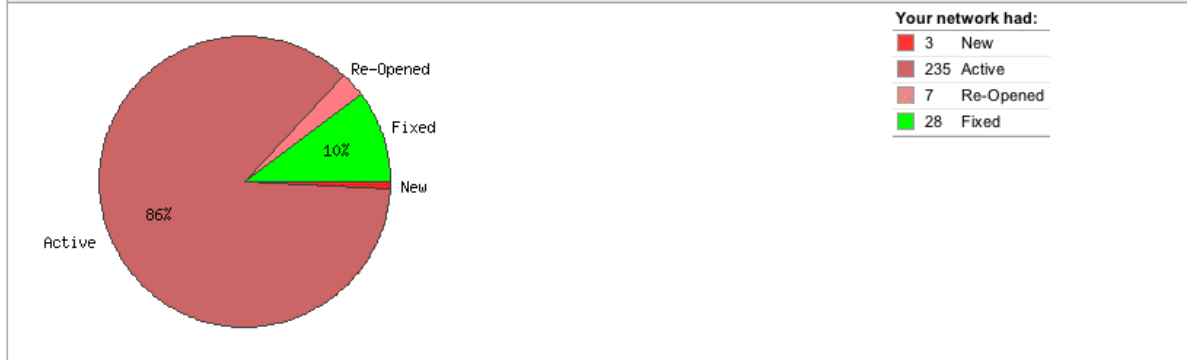 Re-Opened
Fixed
10%
New
86%
Active
Your network had:
3 New
235 Active
7 Re-Opened
28 Fixed